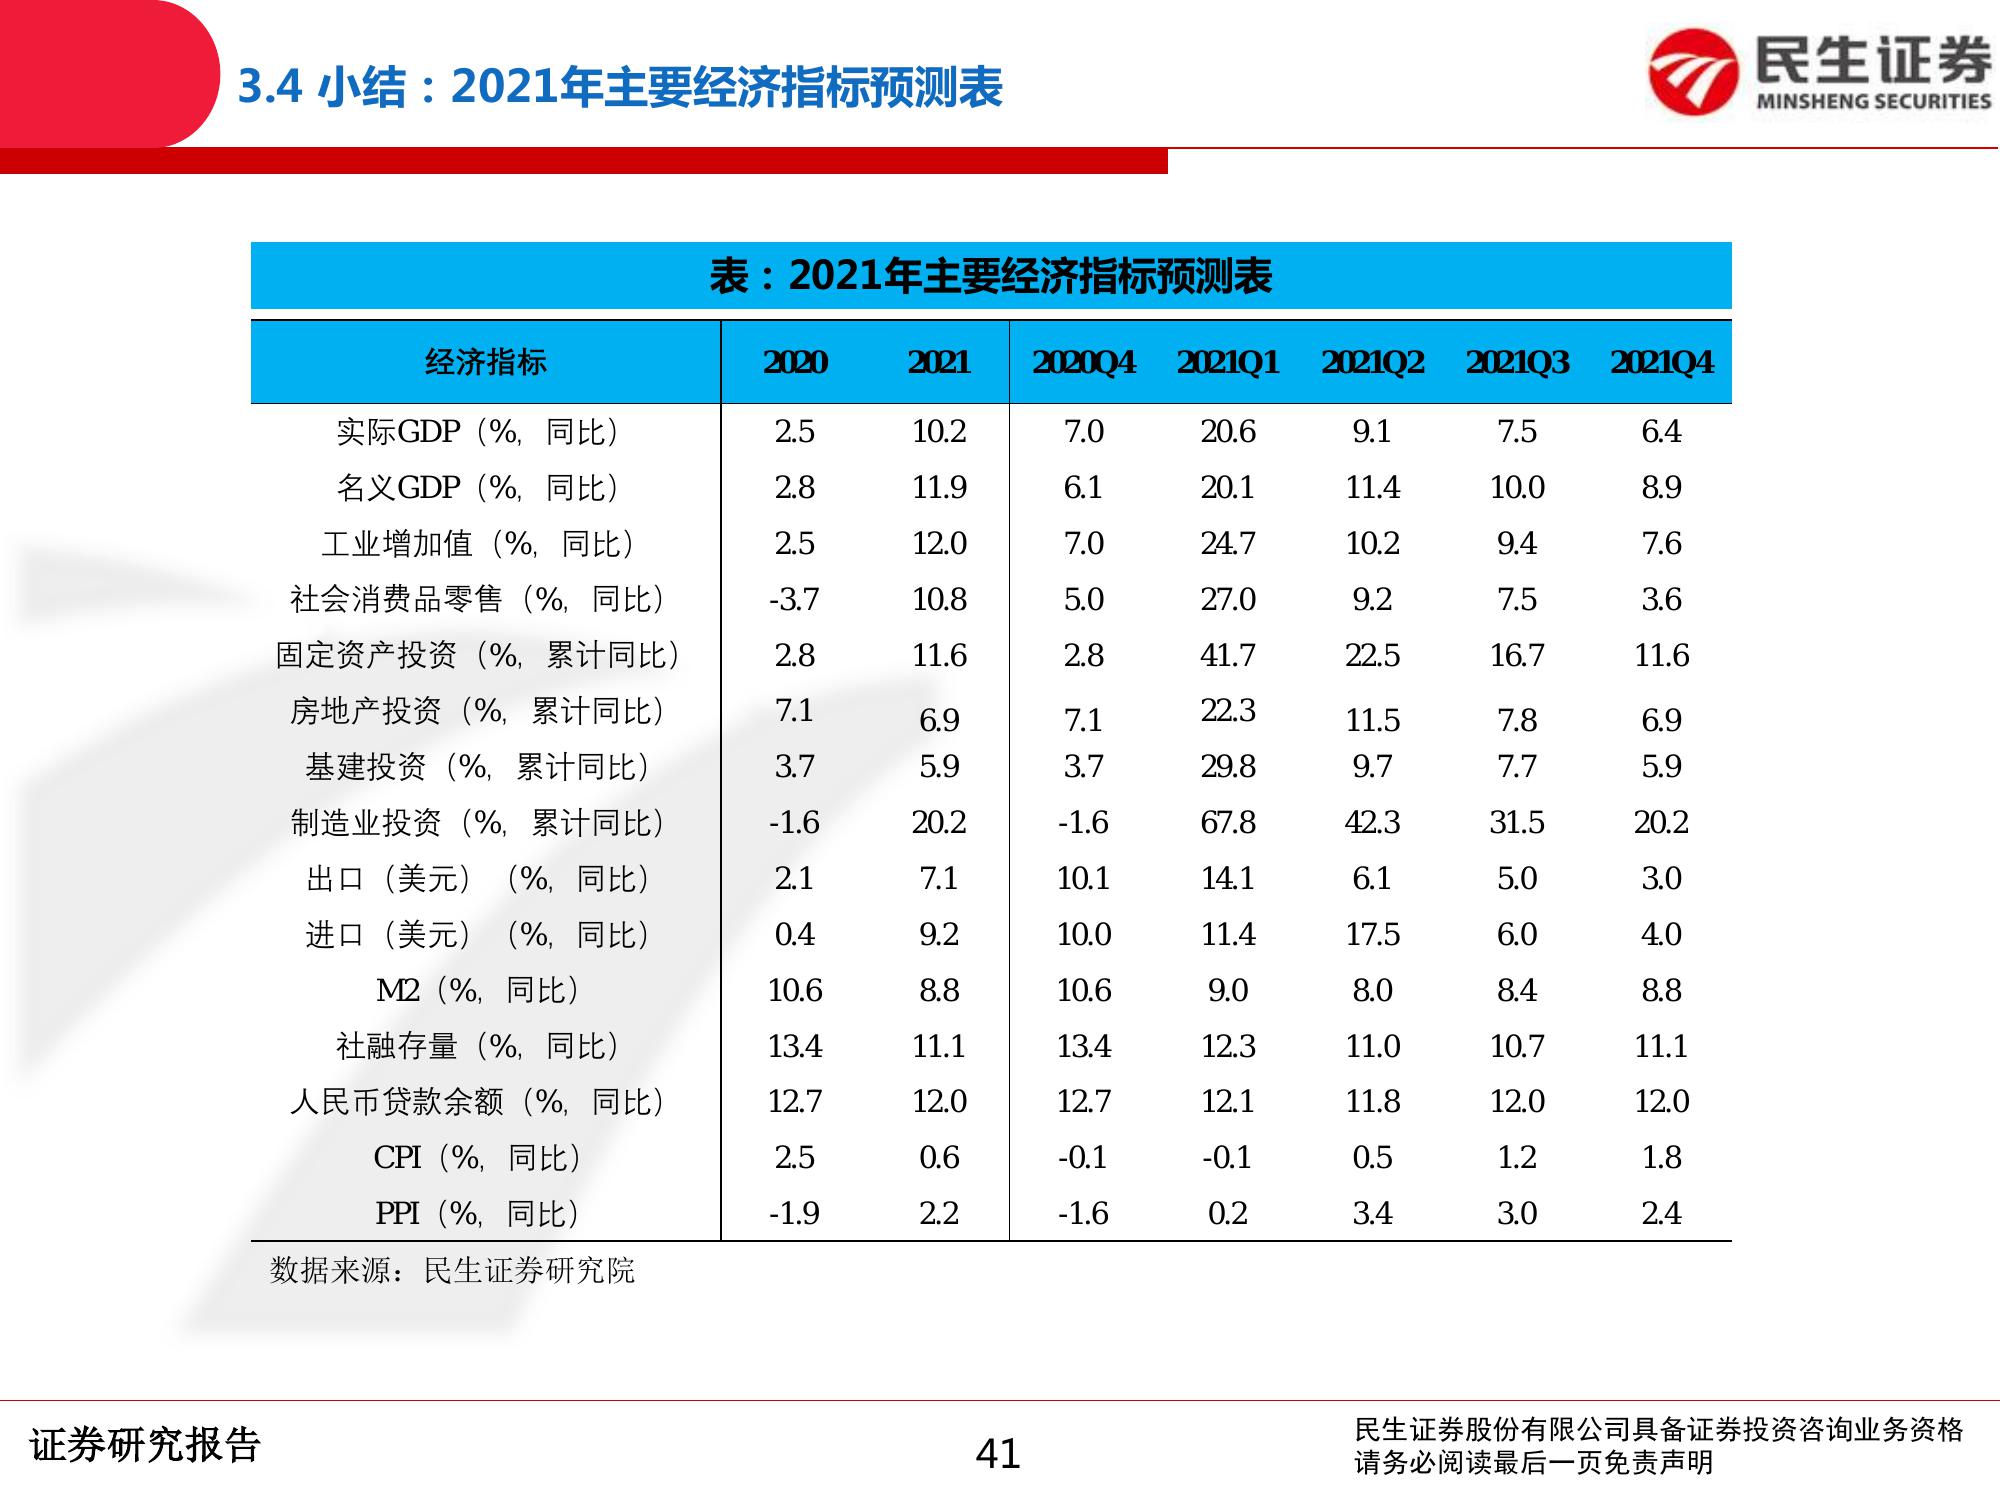 3.4 小结：2021年主要经济指标预测表
民生证券
MINSHENG SECURITIES
表：2021年主要经济指标预测表
经济指标 2020 2021 2020Q4 2021Q1 2021Q2 2021Q3 2021Q4
实际GDP（%，同比） 2.5 10.2 7.0 20.6 9.1 7.5 6.4
名义GDP（%，同比） 2.8 11.9 6.1 20.1 11.4 10.0 8.9
工业增加值（%，同比） 2.5 12.0 7.0 24.7 10.2 9.4 7.6
社会消费品零售（%，同比） -3.7 10.8 5.0 27.0 9.2 7.5 3.6
固定资产投资（%，累计同比） 2.8 11.6 2.8 41.7 22.5 16.7 11.6
房地产投资（%，累计同比） 7.1 6.9 7.1 22.3 11.5 7.8 6.9
基建投资（%，累计同比） 3.7 5.9 3.7 29.8 9.7 7.7 5.9
制造业投资（%，累计同比） -1.6 20.2 -1.6 67.8 42.3 31.5 20.2
出口（美元）（%，同比） 2.1 7.1 10.1 14.1 6.1 5.0 3.0
进口（美元）（%，同比） 0.4 9.2 10.0 11.4 17.5 6.0 4.0
M2（%，同比） 10.6 8.8 10.6 9.0 8.0 8.4 8.8
社融存量（%，同比） 13.4 11.1 13.4 12.3 11.0 10.7 11.1
人民币贷款余额（%，同比） 12.7 12.0 12.7 12.1 11.8 12.0 12.0
CPI（%，同比） 2.5 0.6 -0.1 -0.1 0.5 1.2 1.8
PPI（%，同比） -1.9 2.2 -1.6 0.2 3.4 3.0 2.4
数据来源：民生证券研究院
证券研究报告
41
民生证券股份有限公司具备证券投资咨询业务资格
请务必阅读最后一页免责声明